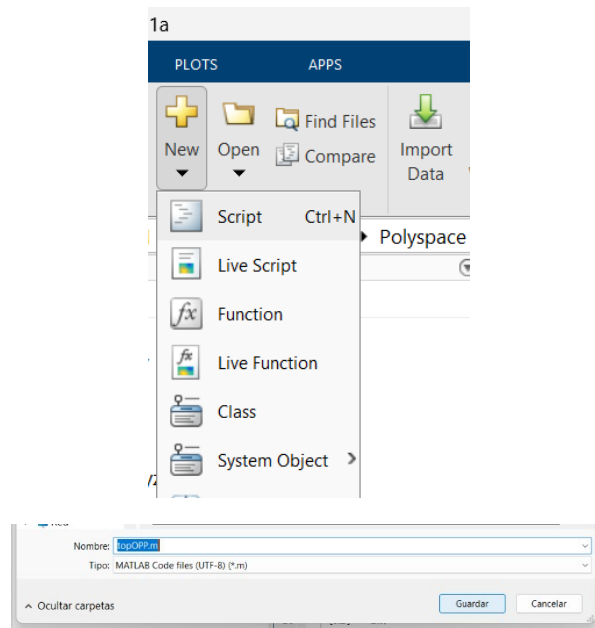 1a
PLOTS APPS
New Open Find Files Compare Import Data
Script Ctrl+N
Polyspace
Live Script
Function
Live Function
Class
System Object
Nombre: topOPP.m
Tipo: MATLAB Code files (UTF-8) (*.m)
Ocultar carpetas Guardar Cancelar